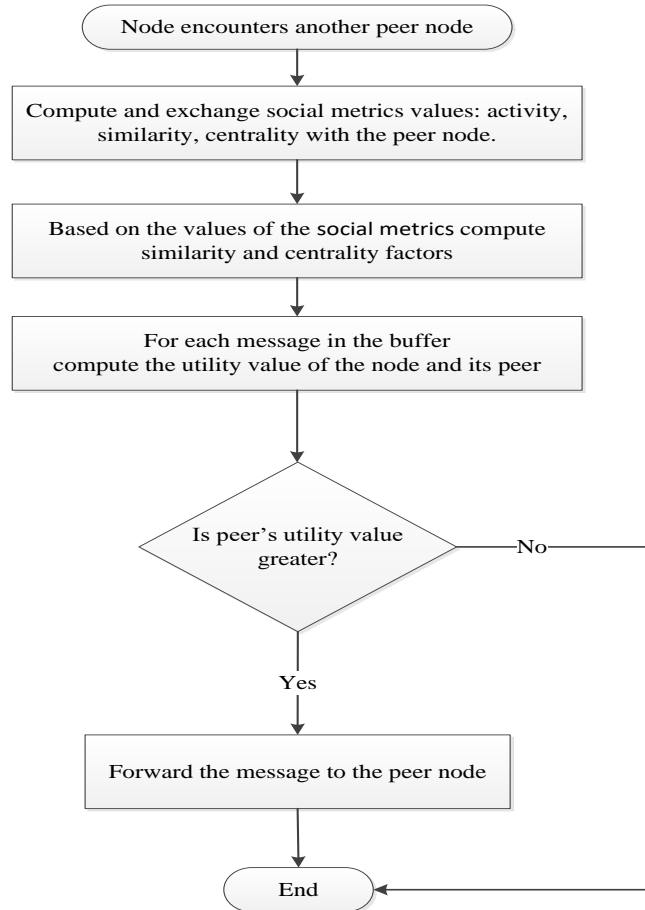 Node encounters another peer node
Compute and exchange social metrics values: activity,
similarity, centrality with the peer node.
Based on the values of the social metrics compute
similarity and centrality factors
For each message in the buffer
compute the utility value of the node and its peer
Is peer’s utility value
greater?
No
Yes
Forward the message to the peer node
End